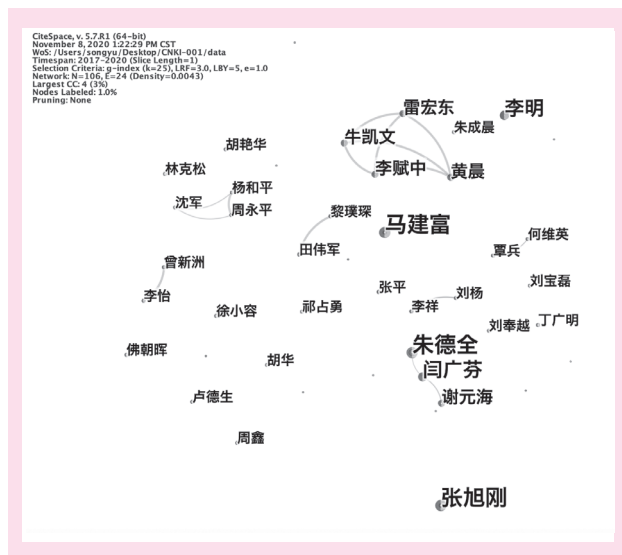 CiteSpace, v. 5.7.R1 (64-bit)
November 8, 2020 1:22:29 PM CST
WoS: /Users/songyu/Desktop/CNKI-001/data
Timespan: 2017-2020 (Slice Length=1)
Selection Criteria: g-index (k=25), LRF=3.0, LBY=5, e=1.0
Network: N=106, E=24 (Density=0.0043)
Largest CC: 4 (3%)
Nodes Labeled: 1.0%
Pruning: None
雷宏东
李明
朱成晨
牛凯文
胡艳华
李赋中
黄晨
林克松
杨和平
沈军
周永平
黎璞琛
马建富
何维英
田伟军
覃兵
曾新洲
刘宝磊
张平
李怡
刘杨
李祥
祁占勇
徐小容
丁广明
刘奉越
朱德全
佛朝晖
胡华
闫广芬
卢德生
谢元海
周鑫
张旭刚